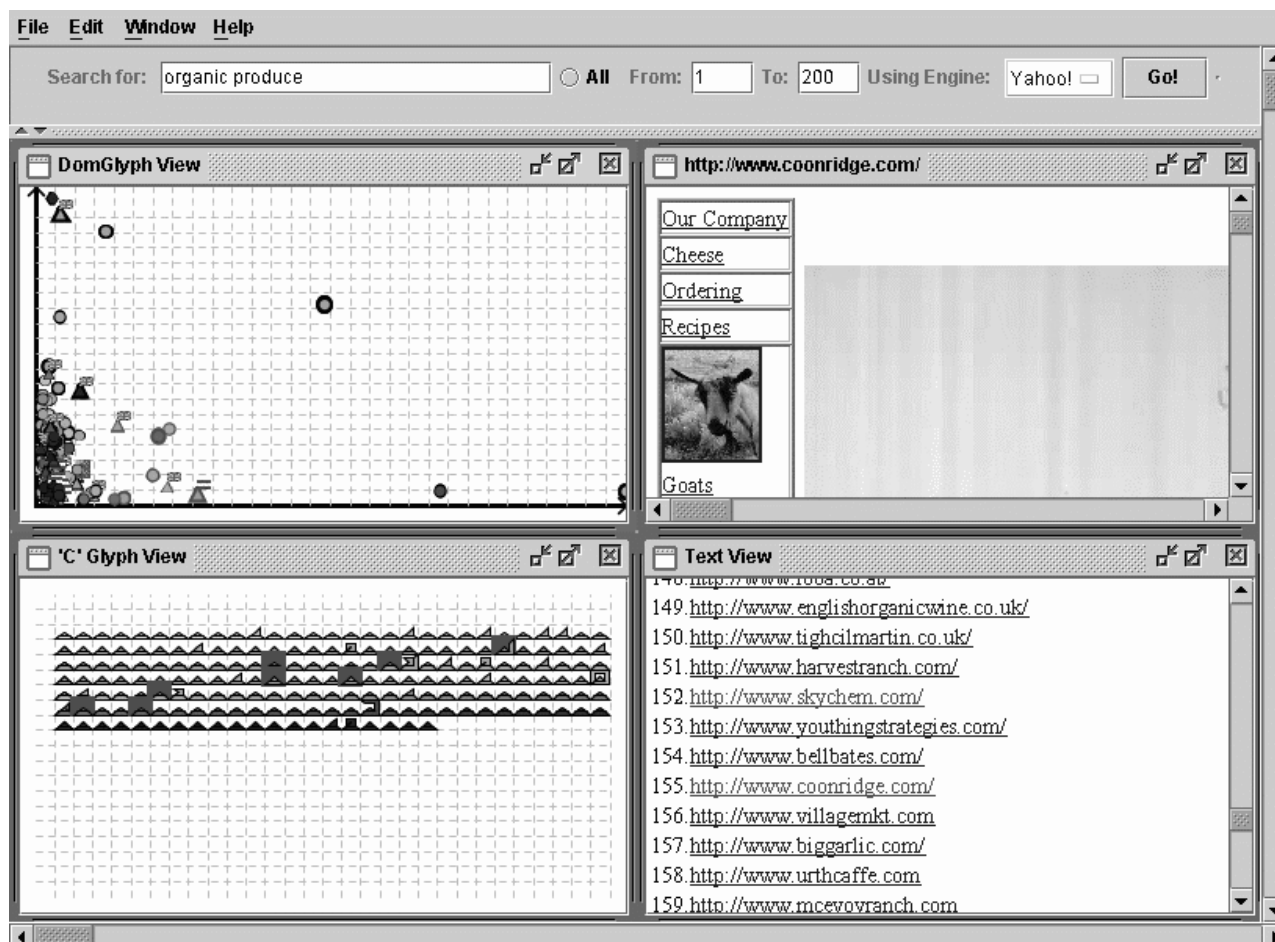 File Edit Window Help
Search for: organic produce All From: 1 To: 200 Using Engine: Yahoo! Go!
DomGlyph View
http://www.coonridge.com/
Our Company
Cheese
Ordering
Recipes
Goats
'C' Glyph View
Text View
149.http://www.englishorganicwine.co.uk/
150.http://www.tighcilmartin.co.uk/
151.http://www.harvestranch.com/
152.http://www.skychem.com/
153.http://www.youthingstrategies.com/
154.http://www.bellbates.com/
155.http://www.coonridge.com/
156.http://www.villagemkt.com
157.http://www.biggarlic.com/
158.http://www.urthcaffe.com
159.http://www.mcevoyranch.com